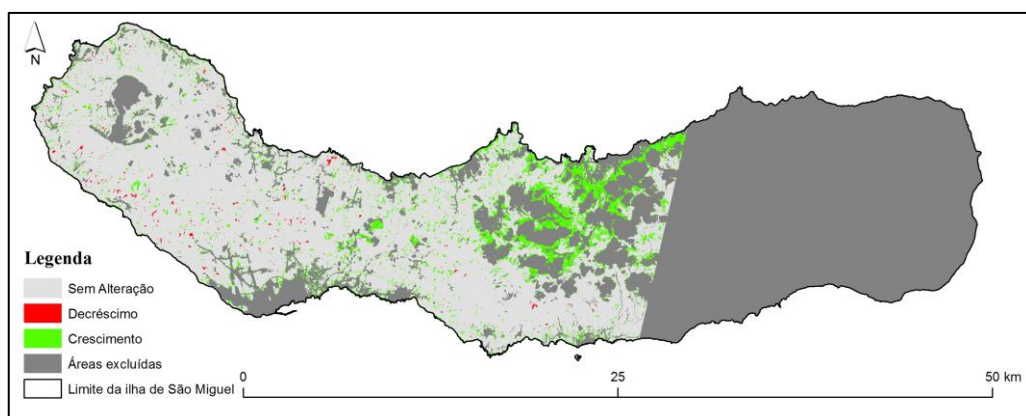 N
Legenda
Sem Alteração
Decréscimo
Crescimento
Áreas excluídas
Limite da ilha de São Miguel
0 25 50 km